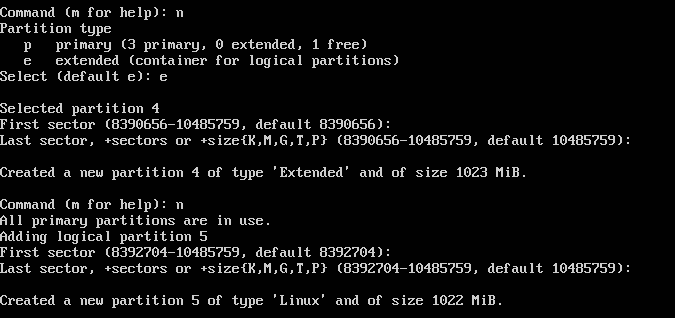 Command (m for help): n
Partition type
   p   primary (3 primary, 0 extended, 1 free)
   e   extended (container for logical partitions)
Select (default e): e

Selected partition 4
First sector (8390656-10485759, default 8390656):
Last sector, +sectors or +size{K,M,G,T,P} (8390656-10485759, default 10485759):

Created a new partition 4 of type 'Extended' and of size 1023 MiB.

Command (m for help): n
All primary partitions are in use.
Adding logical partition 5
First sector (8392704-10485759, default 8392704):
Last sector, +sectors or +size{K,M,G,T,P} (8392704-10485759, default 10485759):

Created a new partition 5 of type 'Linux' and of size 1022 MiB.